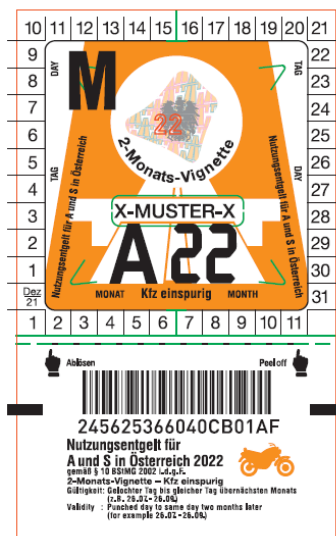 10 11 12 13 14 15 16 17 18 19 20 21
9 DAY M TAG 22
8 23
7 22 24
6 2-Monats-Vignette 25
5 Nutzungsentgelt für A und S in Österreich Nutzungsentgelt für A und S in Österreich 26
4 TAG DAY 27
3 X-MUSTER-X 28
2 A 22 29
1 30
Dez 21 MONAT Kfz einspurig MONTH 31
1 2 3 4 5 6 7 8 9 10 11
Ablösen Peel off
245625366040CB01AF
Nutzungsentgelt für
A und S in Österreich 2022
gemäß § 10 BStMG 2002 i.d.g.F.
2-Monats-Vignette – Kfz einspurig
Gültigkeit: Gelochter Tag bis gleicher Tag übernächsten Monats
(z.B. 26.07.-26.09.)
Validity : Punched day to same day two months later
(for example 26.07.-26.09.)